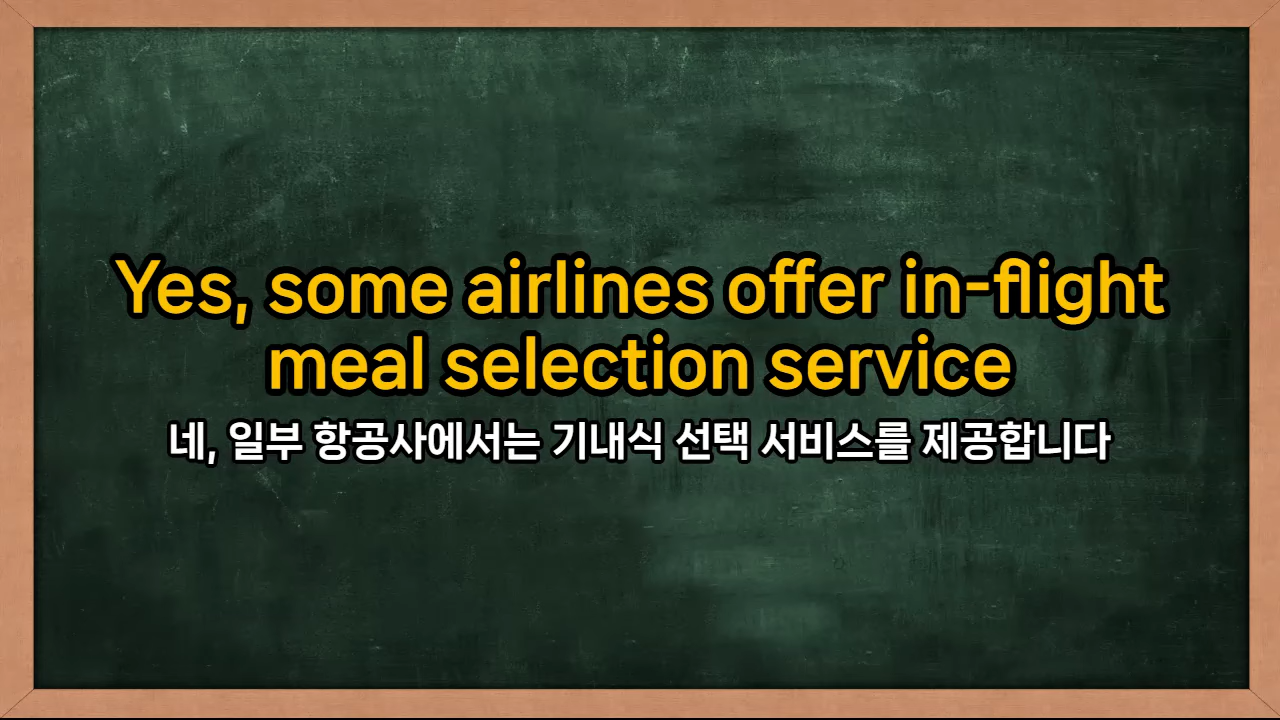 Yes, some airlines offer in-flight
meal selection service
네, 일부 항공사에서는 기내식 선택 서비스를 제공합니다